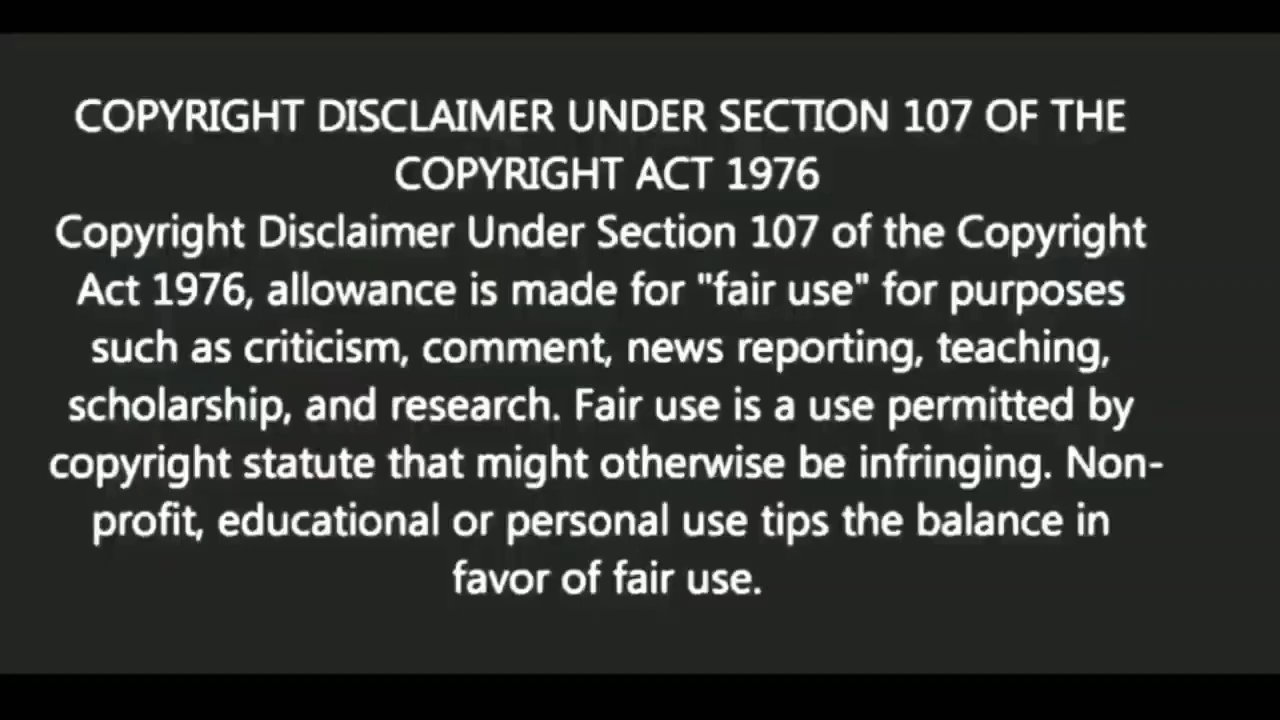 COPYRIGHT DISCLAIMER UNDER SECTION 107 OF THE
COPYRIGHT ACT 1976
Copyright Disclaimer Under Section 107 of the Copyright
Act 1976, allowance is made for "fair use" for purposes
such as criticism, comment, news reporting, teaching,
scholarship, and research. Fair use is a use permitted by
copyright statute that might otherwise be infringing. Non-
profit, educational or personal use tips the balance in
favor of fair use.